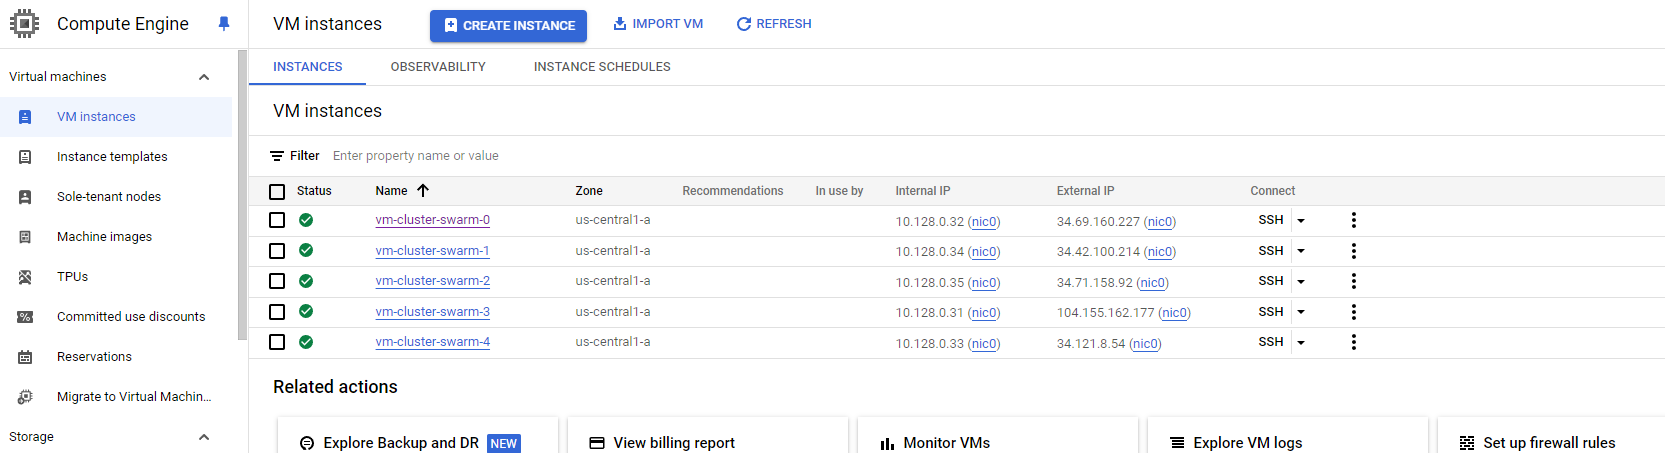 Compute Engine
Virtual machines
VM instances
Instance templates
Sole-tenant nodes
Machine images
TPUs
Committed use discounts
Reservations
Migrate to Virtual Machin...
Storage
VM instances CREATE INSTANCE IMPORT VM REFRESH
INSTANCES OBSERVABILITY INSTANCE SCHEDULES
VM instances
Filter Enter property name or value
Status Name Zone Recommendations In use by Internal IP External IP Connect
vm-cluster-swarm-0 us-central1-a 10.128.0.32 (nic0) 34.69.160.227 (nic0) SSH
vm-cluster-swarm-1 us-central1-a 10.128.0.34 (nic0) 34.42.100.214 (nic0) SSH
vm-cluster-swarm-2 us-central1-a 10.128.0.35 (nic0) 34.71.158.92 (nic0) SSH
vm-cluster-swarm-3 us-central1-a 10.128.0.31 (nic0) 104.155.162.177 (nic0) SSH
vm-cluster-swarm-4 us-central1-a 10.128.0.33 (nic0) 34.121.8.54 (nic0) SSH
Related actions
Explore Backup and DR NEW View billing report Monitor VMs Explore VM logs Set up firewall rules